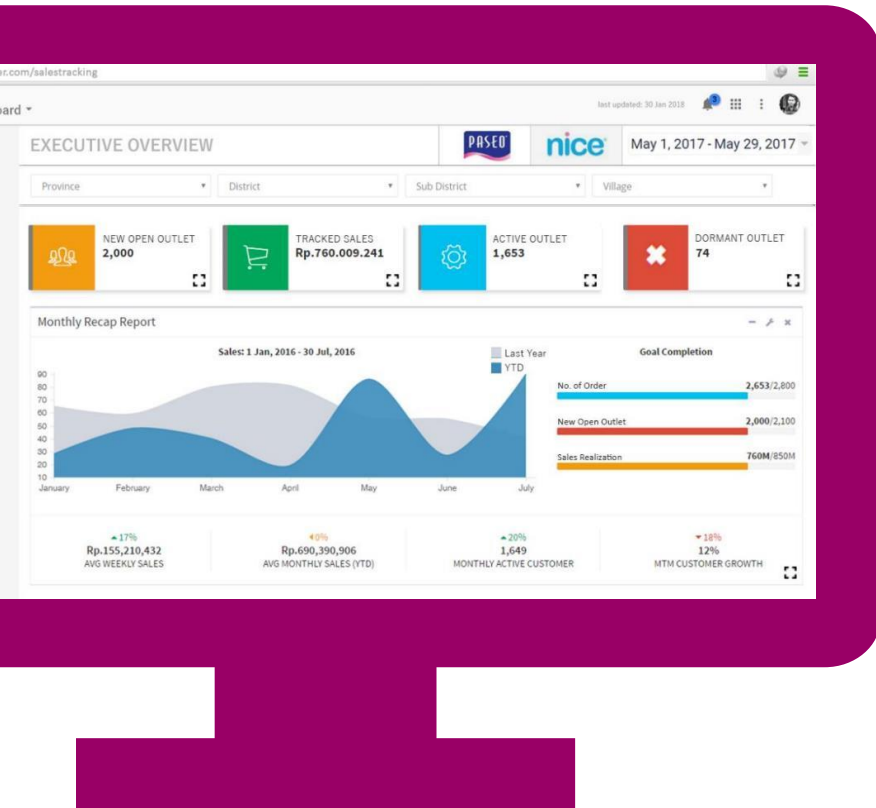 er.com/salestracking
oard
last updated: 30 Jan 2018
3
EXECUTIVE OVERVIEW
PASEO
nice
May 1, 2017 - May 29, 2017
Province
District
Sub District
Village
NEW OPEN OUTLET
2,000
TRACKED SALES
Rp.760.009.241
ACTIVE OUTLET
1,653
DORMANT OUTLET
74
Monthly Recap Report
Sales: 1 Jan, 2016 - 30 Jul, 2016
Last Year
YTD
90
80
70
60
50
40
30
20
10
January February March April May June July
Goal Completion
No. of Order 2,653/2,800
New Open Outlet 2,000/2,100
Sales Realization 760M/850M
17%
Rp.155,210,432
AVG WEEKLY SALES
0%
Rp.690,390,906
AVG MONTHLY SALES (YTD)
20%
1,649
MONTHLY ACTIVE CUSTOMER
18%
12%
MTM CUSTOMER GROWTH